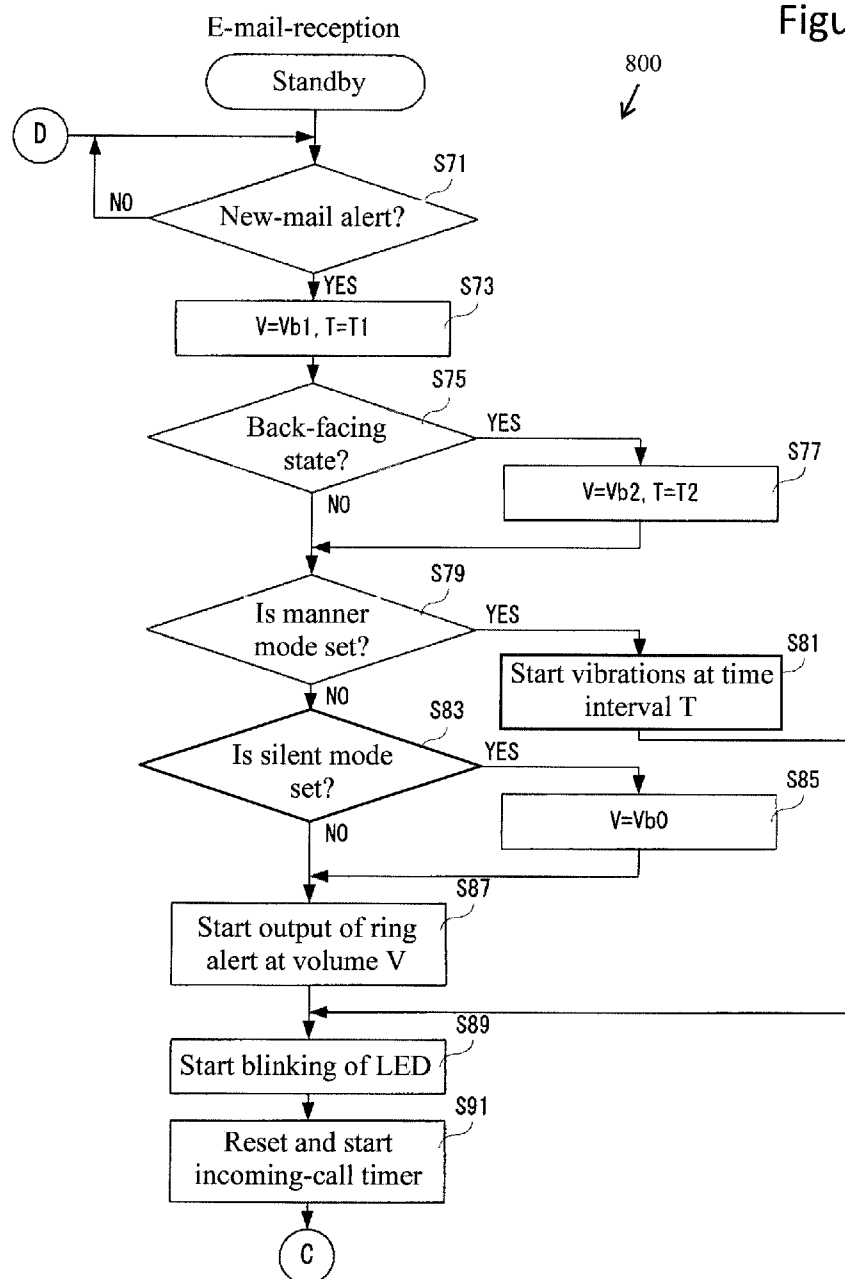 Figu
E-mail-reception
800
Standby
D
S71
NO
New-mail alert?
YES
S73
V=Vb1, T=T1
S75
Back-facing
state?
YES
S77
V=Vb2, T=T2
NO
S79
Is manner
mode set?
YES
S81
Start vibrations at time
interval T
NO
S83
Is silent mode
set?
YES
S85
V=Vb0
NO
S87
Start output of ring
alert at volume V
S89
Start blinking of LED
S91
Reset and start
incoming-call timer
C